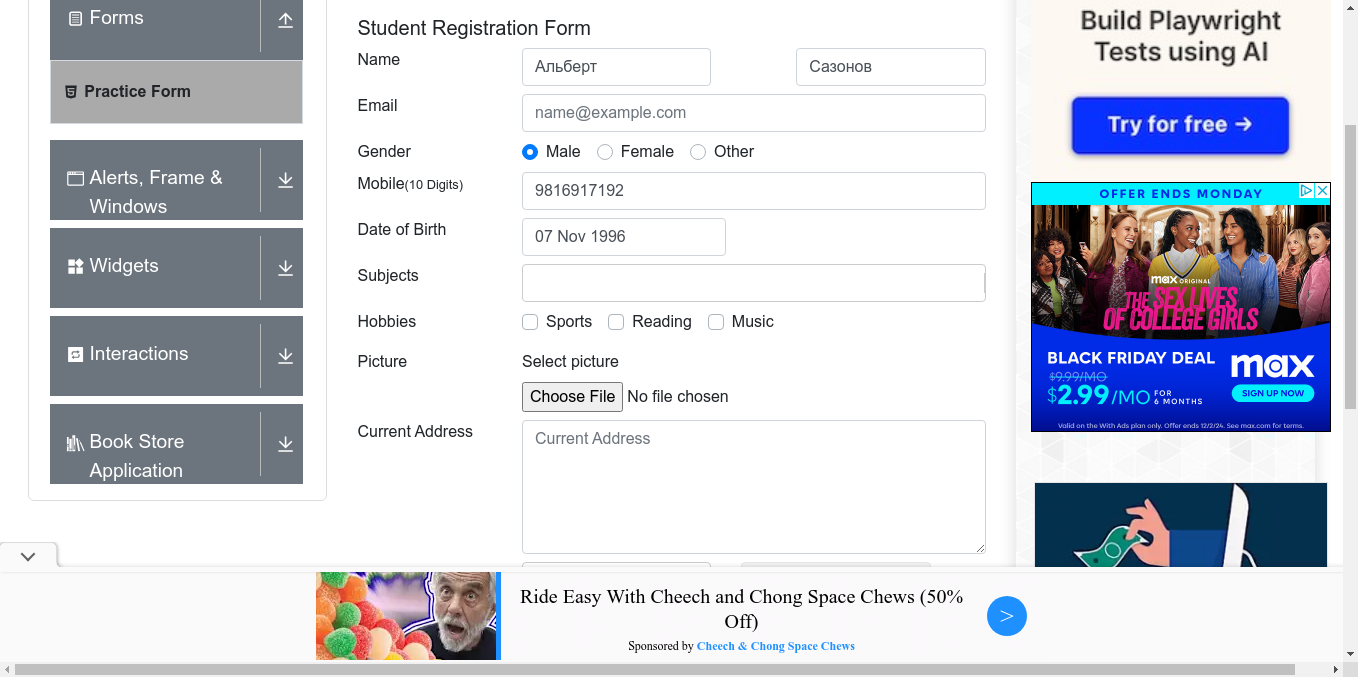 Forms
Practice Form
Alerts, Frame &
Windows
Widgets
Interactions
Book Store
Application
Student Registration Form
Name
Альберт
Сазонов
Email
name@example.com
Gender
Male
Female
Other
Mobile(10 Digits)
9816917192
Date of Birth
07 Nov 1996
Subjects
Hobbies
Sports
Reading
Music
Picture
Select picture
Choose File
No file chosen
Current Address
Current Address
Build Playwright
Tests using AI
Try for free →
OFFER ENDS MONDAY
max ORIGINAL
THE SEX LIVES
OF COLLEGE GIRLS
BLACK FRIDAY DEAL
$9.99/MO
$2.99/MO FOR
6 MONTHS
max
SIGN UP NOW
Valid on the With Ads plan only. Offer ends 12/2/24. See max.com for terms.
Ride Easy With Cheech and Chong Space Chews (50%
Off)
Sponsored by Cheech & Chong Space Chews
>